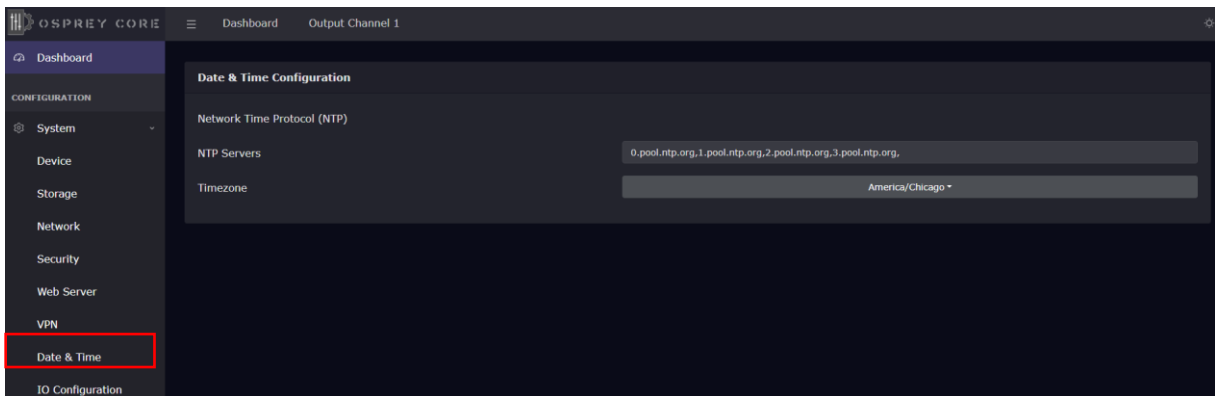 OSPREY CORE
Dashboard
Output Channel 1
Dashboard
CONFIGURATION
System
Device
Storage
Network
Security
Web Server
VPN
Date & Time
IO Configuration
Date & Time Configuration
Network Time Protocol (NTP)
NTP Servers
0.pool.ntp.org,1.pool.ntp.org,2.pool.ntp.org,3.pool.ntp.org,
Timezone
America/Chicago